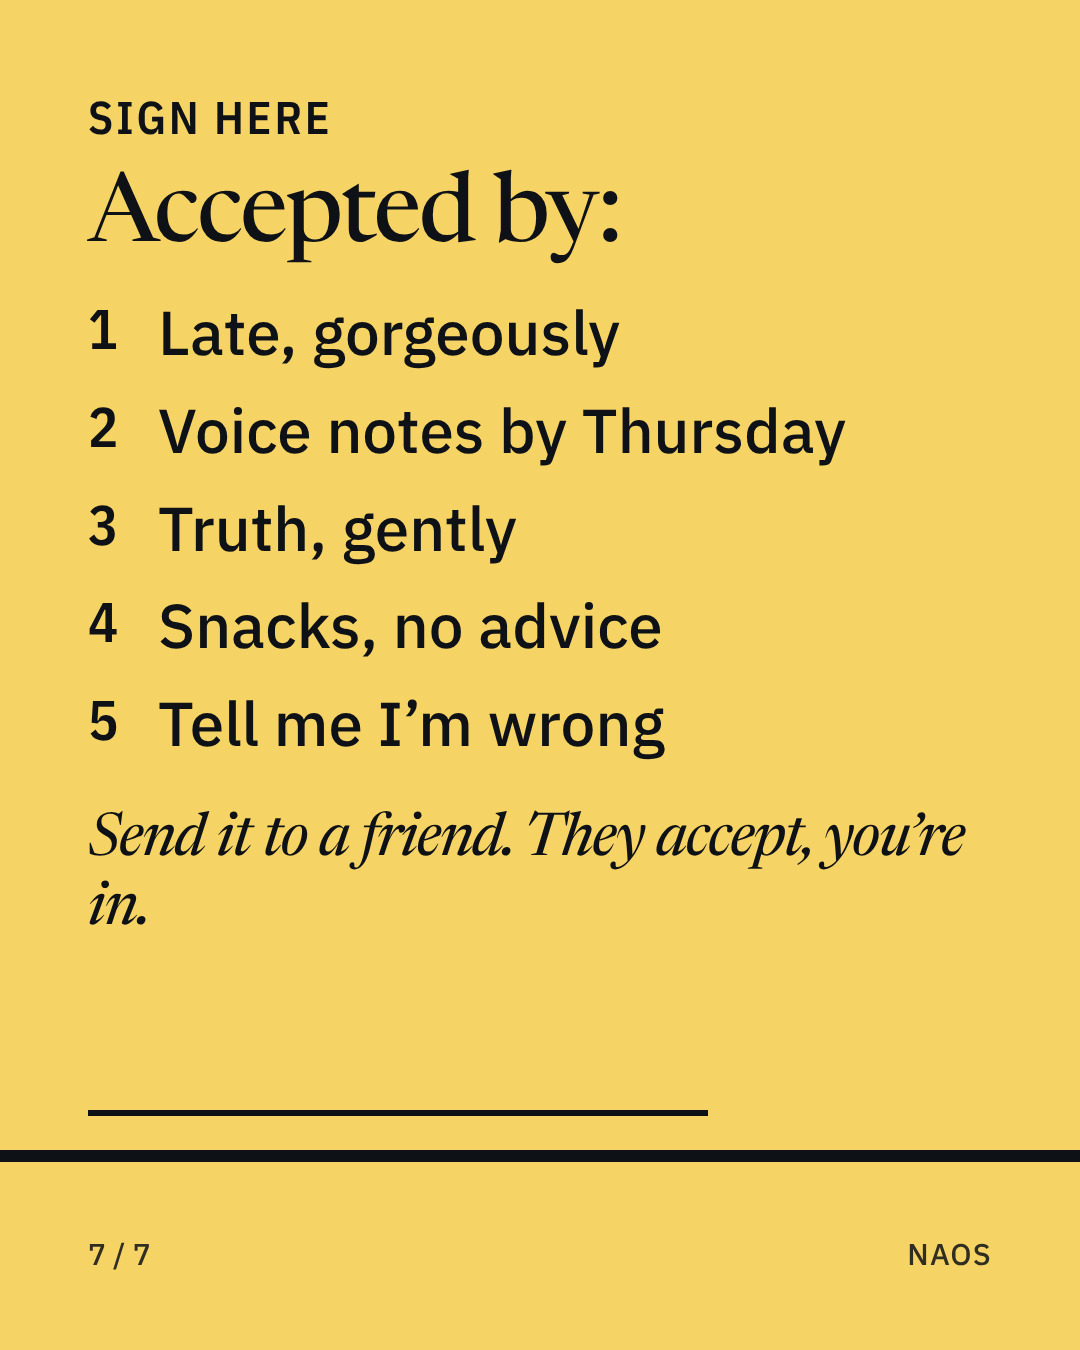 SIGN HERE
Accepted by:
1 Late, gorgeously
2 Voice notes by Thursday
3 Truth, gently
4 Snacks, no advice
5 Tell me I’m wrong
Send it to a friend. They accept, you’re
in.
7 / 7
NAOS